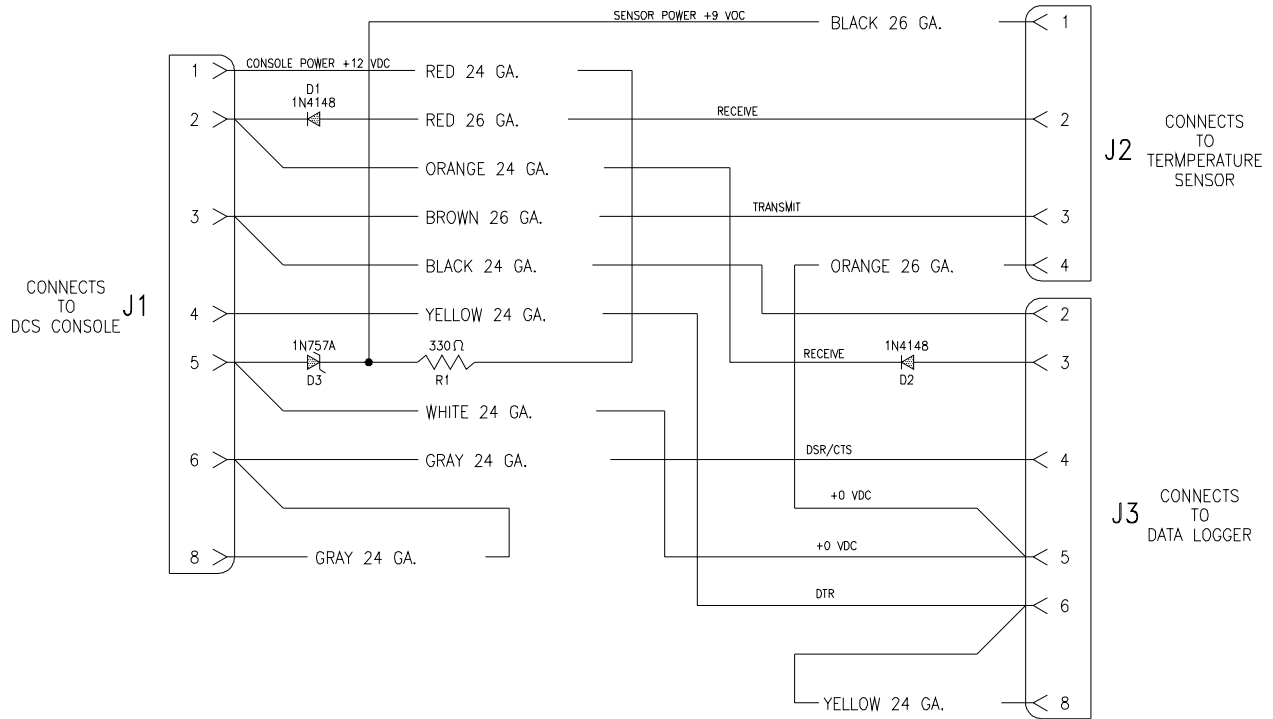 SENSOR POWER +9 VOC
BLACK 26 GA.
1
1
CONSOLE POWER +12 VDC
RED 24 GA.
D1
1N4148
2
RED 26 GA.
RECEIVE
2
J2
CONNECTS
TO
TERMPERATURE
SENSOR
ORANGE 24 GA.
3
BROWN 26 GA.
TRANSMIT
3
BLACK 24 GA.
ORANGE 26 GA.
4
CONNECTS
TO
DCS CONSOLE
J1
4
YELLOW 24 GA.
2
5
1N757A
D3
330Ω
R1
RECEIVE
1N4148
D2
3
WHITE 24 GA.
6
GRAY 24 GA.
DSR/CTS
4
+0 VDC
J3
CONNECTS
TO
DATA LOGGER
8
GRAY 24 GA.
+0 VDC
5
DTR
6
YELLOW 24 GA.
8